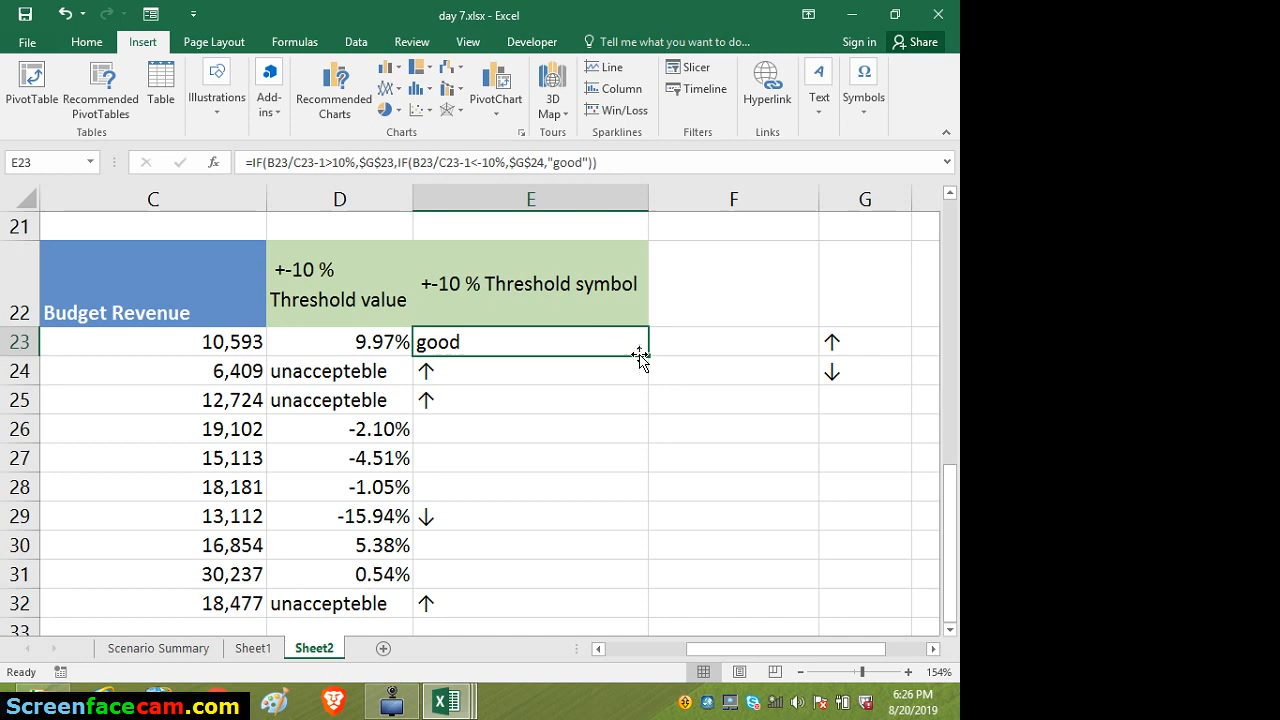 day 7.xlsx - Excel
File Home Insert Page Layout Formulas Data Review View Developer Tell me what you want to do... Sign in Share
PivotTable Recommended PivotTables Table Illustrations Add-ins Recommended Charts PivotChart 3D Map Line Column Win/Loss Slicer Timeline Hyperlink Text Symbols
Tables Charts Tours Sparklines Filters Links
E23 fx =IF(B23/C23-1>10%,$G$23,IF(B23/C23-1<-10%,$G$24,"good"))
C D E F G
21
22 Budget Revenue +-10 % Threshold value +-10 % Threshold symbol
23 10,593 9.97% good ↑
24 6,409 unaccepteble ↑ ↓
25 12,724 unaccepteble ↑
26 19,102 -2.10%
27 15,113 -4.51%
28 18,181 -1.05%
29 13,112 -15.94% ↓
30 16,854 5.38%
31 30,237 0.54%
32 18,477 unaccepteble ↑
33
Scenario Summary Sheet1 Sheet2
Ready 154%
Screenfacecam.com
6:26 PM
8/20/2019